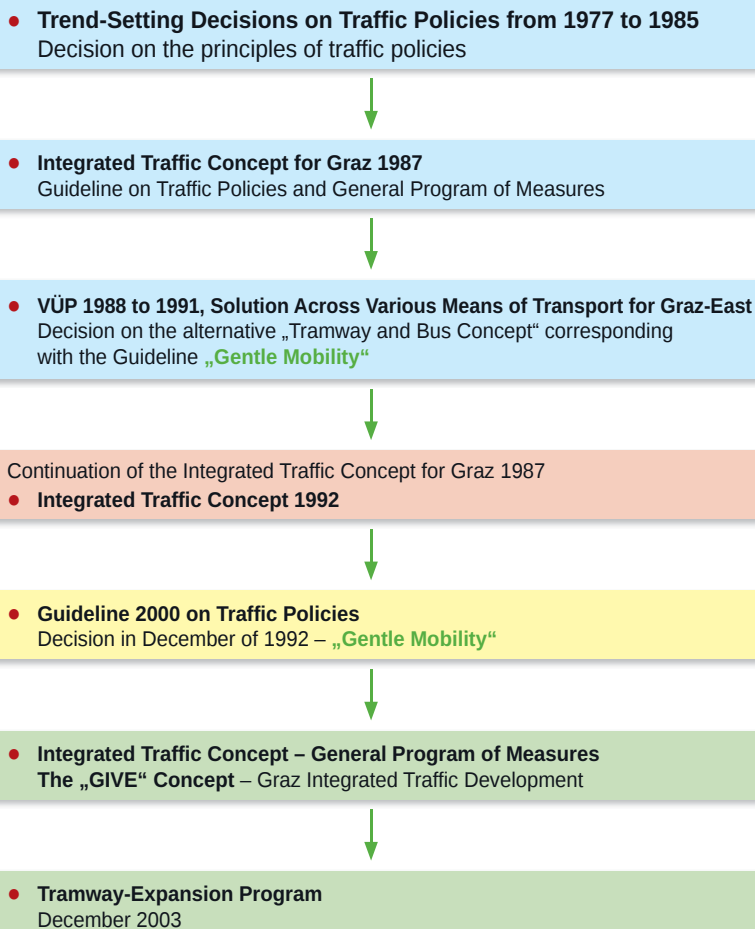 • Trend-Setting Decisions on Traffic Policies from 1977 to 1985
Decision on the principles of traffic policies
• Integrated Traffic Concept for Graz 1987
Guideline on Traffic Policies and General Program of Measures
• VÜP 1988 to 1991, Solution Across Various Means of Transport for Graz-East
Decision on the alternative „Tramway and Bus Concept“ corresponding
with the Guideline „Gentle Mobility“
Continuation of the Integrated Traffic Concept for Graz 1987
• Integrated Traffic Concept 1992
• Guideline 2000 on Traffic Policies
Decision in December of 1992 – „Gentle Mobility“
• Integrated Traffic Concept – General Program of Measures
The „GIVE“ Concept – Graz Integrated Traffic Development
• Tramway-Expansion Program
December 2003